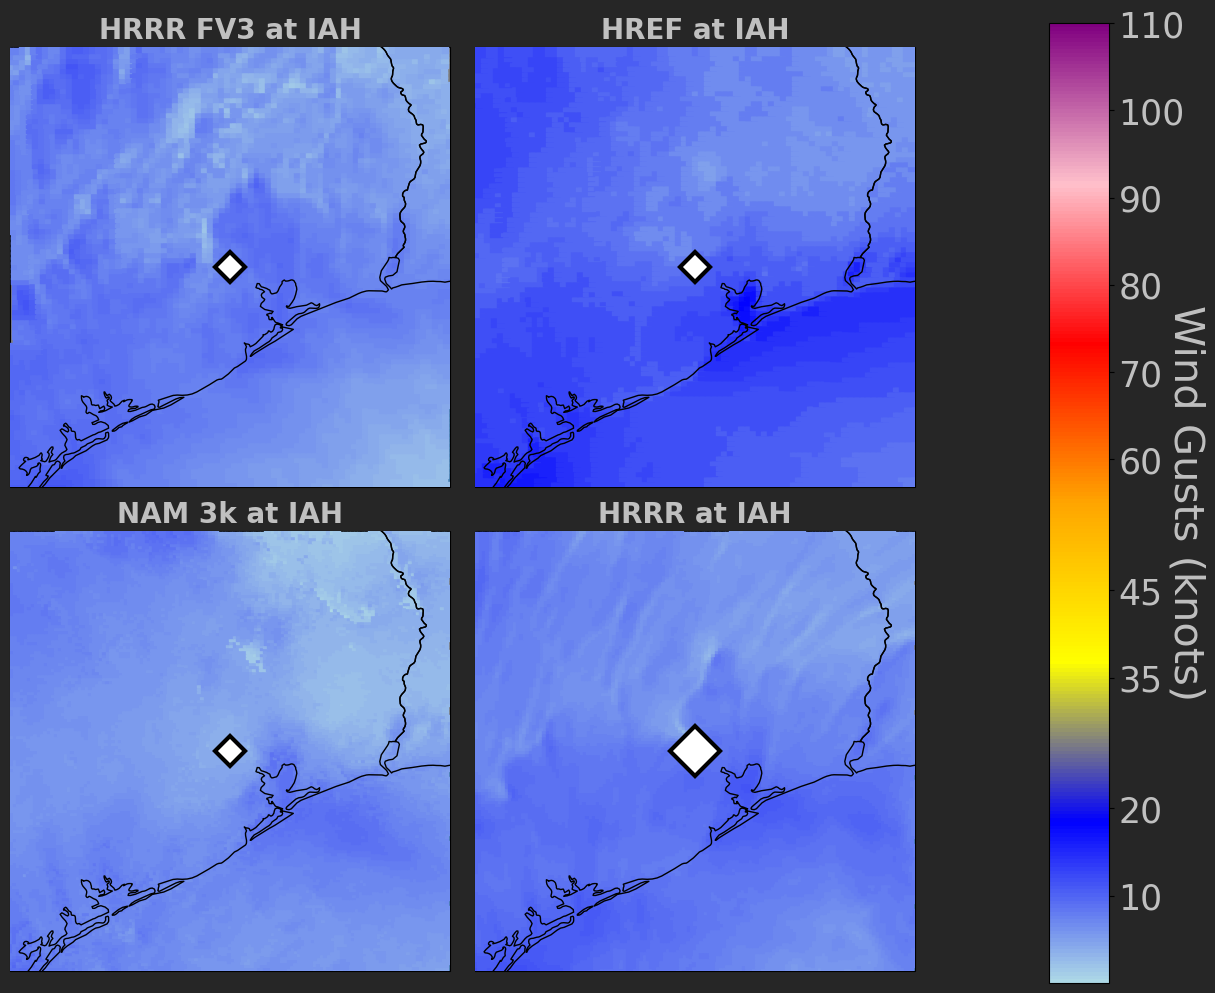 HRRR FV3 at IAH
HREF at IAH
NAM 3k at IAH
HRRR at IAH
110
100
90
80
70
60
45
35
20
10
Wind Gusts (knots)